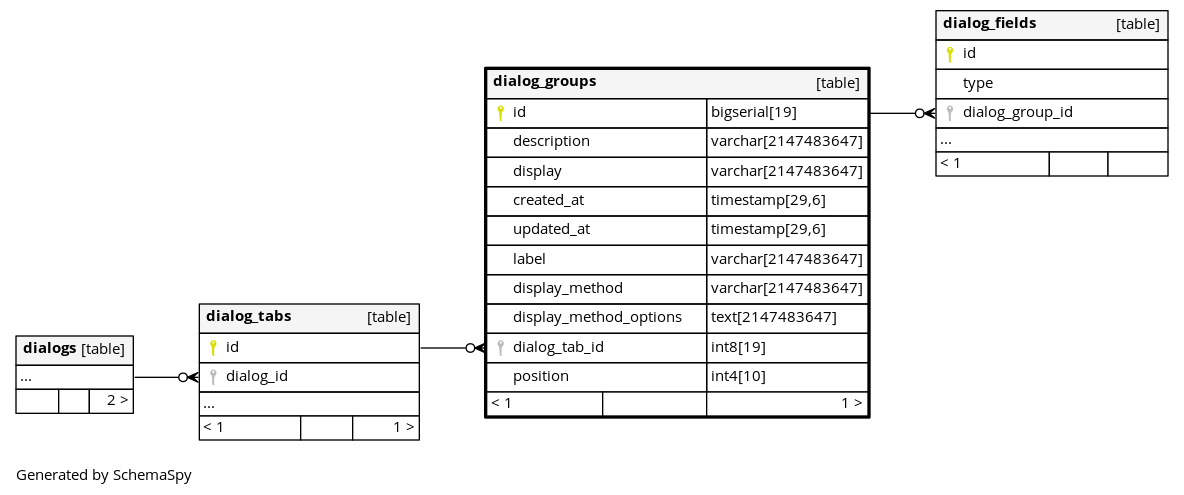 dialog_fields [table]
id
type
dialog_group_id
...
< 1
dialog_groups [table]
id bigserial[19]
description varchar[2147483647]
display varchar[2147483647]
created_at timestamp[29,6]
updated_at timestamp[29,6]
label varchar[2147483647]
display_method varchar[2147483647]
display_method_options text[2147483647]
dialog_tab_id int8[19]
position int4[10]
< 1 1 >
dialog_tabs [table]
id
dialog_id
...
< 1 1 >
dialogs [table]
...
2 >
Generated by SchemaSpy